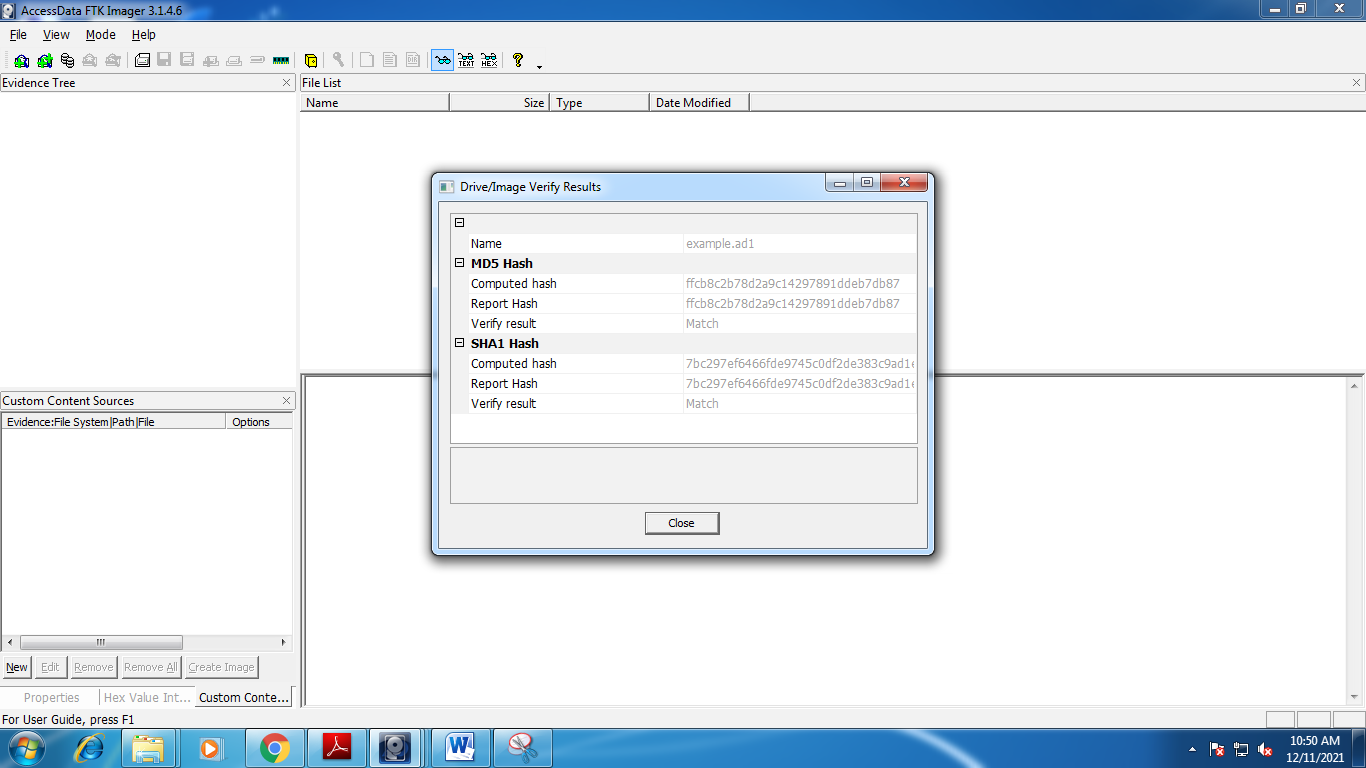 AccessData FTK Imager 3.1.4.6
File View Mode Help
TEXT HEX
Evidence Tree
File List
Name Size Type Date Modified
Drive/Image Verify Results
Name example.ad1
MD5 Hash
Computed hash ffcb8c2b78d2a9c14297891ddeb7db87
Report Hash ffcb8c2b78d2a9c14297891ddeb7db87
Verify result Match
SHA1 Hash
Computed hash 7bc297ef6466fde9745c0df2de383c9ad1e
Report Hash 7bc297ef6466fde9745c0df2de383c9ad1e
Verify result Match
Close
Custom Content Sources
Evidence:File System|Path|File Options
New Edit Remove Remove All Create Image
Properties Hex Value Int... Custom Conte...
For User Guide, press F1
10:50 AM
12/11/2021